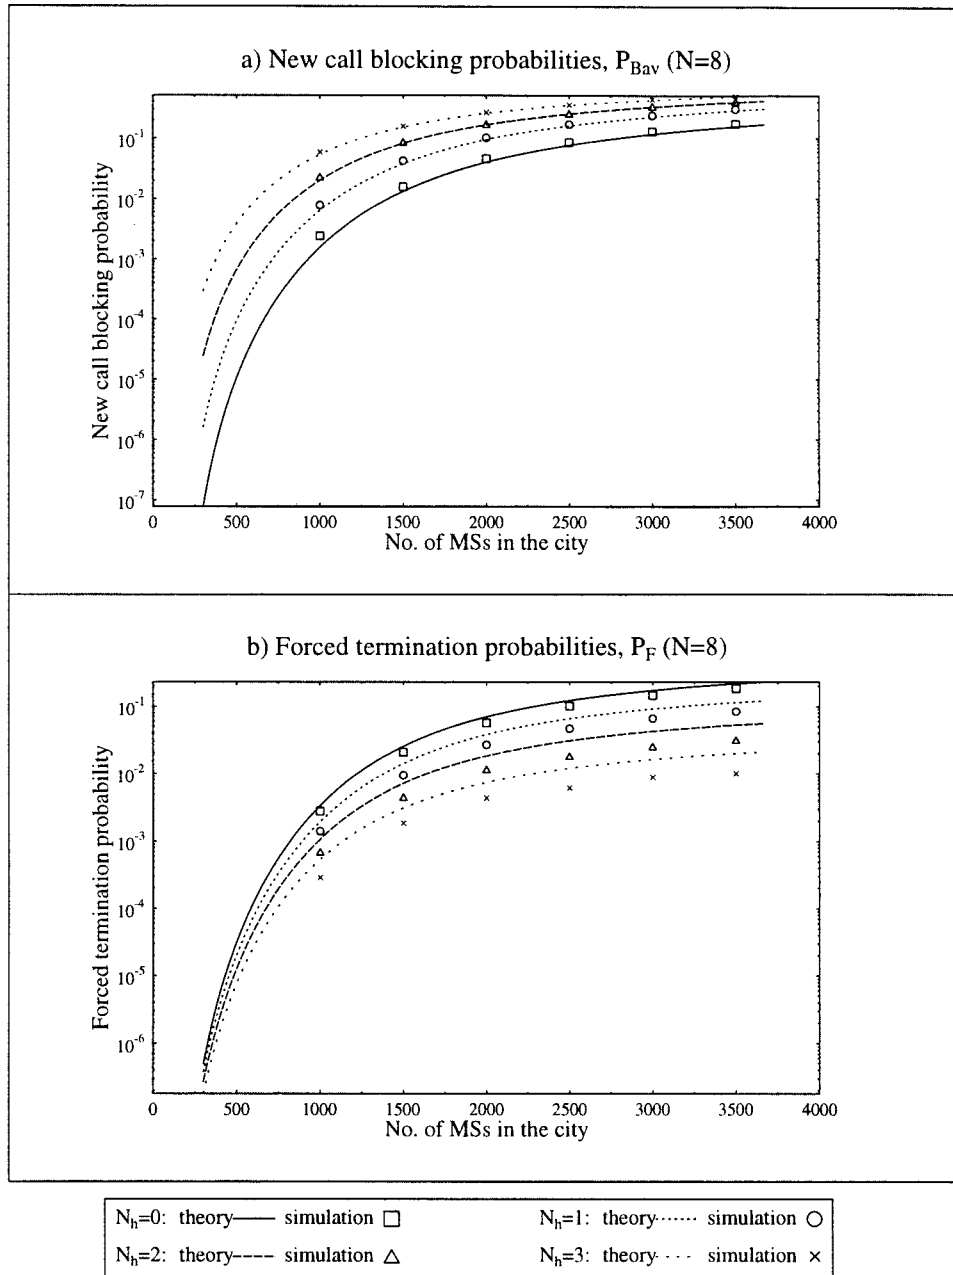 a) New call blocking probabilities, P_Bav (N=8)
New call blocking probability
10^-1
10^-2
10^-3
10^-4
10^-5
10^-6
10^-7
0 500 1000 1500 2000 2500 3000 3500 4000
No. of MSs in the city
b) Forced termination probabilities, P_F (N=8)
Forced termination probability
10^-1
10^-2
10^-3
10^-4
10^-5
10^-6
0 500 1000 1500 2000 2500 3000 3500 4000
No. of MSs in the city
N_h=0: theory simulation N_h=1: theory simulation
N_h=2: theory simulation N_h=3: theory simulation